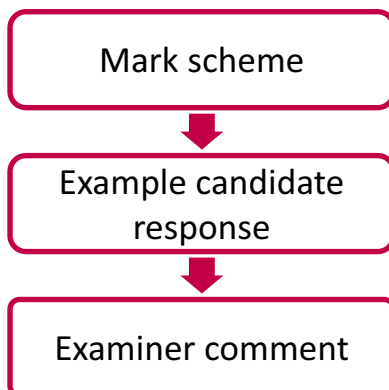 Mark scheme
Example candidate
response
Examiner comment